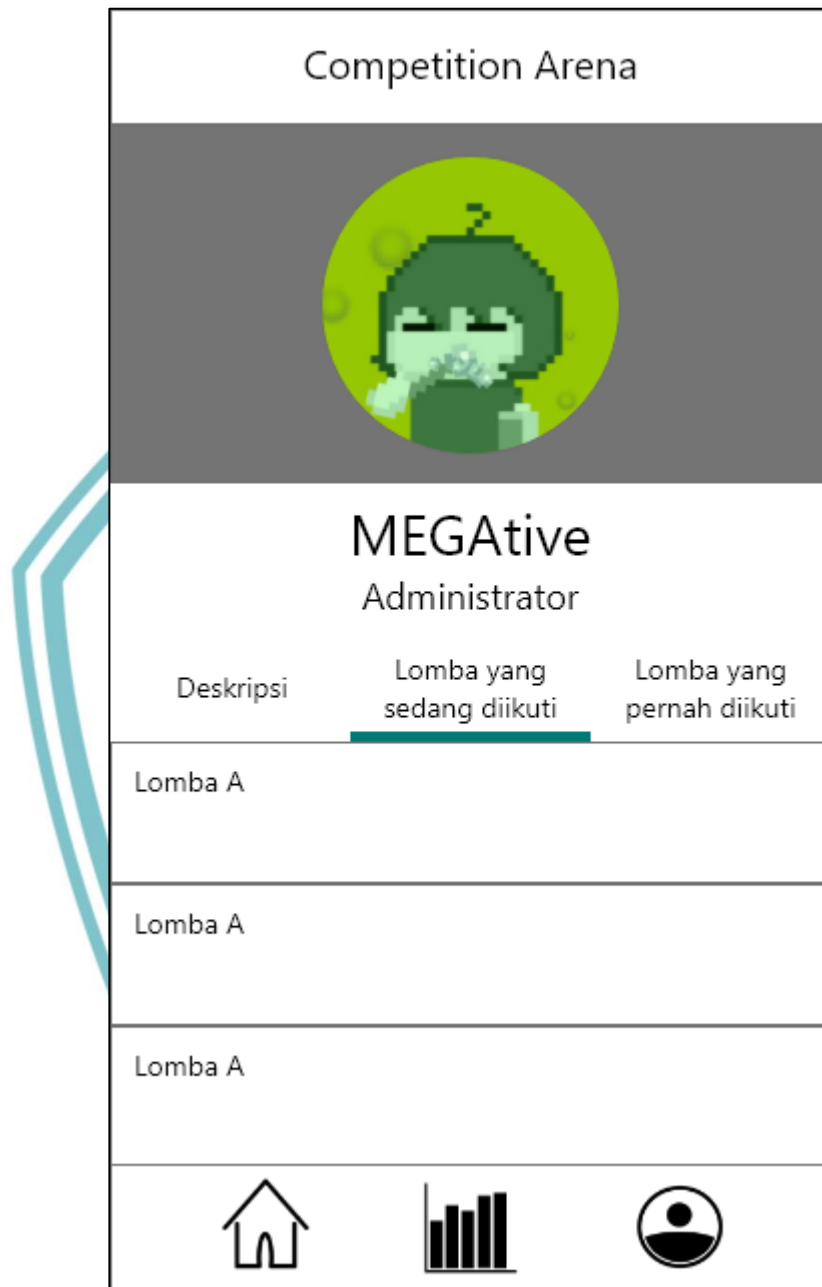 Competition Arena
MEGAtive
Administrator
Deskripsi
Lomba yang
sedang diikuti
Lomba yang
pernah diikuti
Lomba A
Lomba A
Lomba A